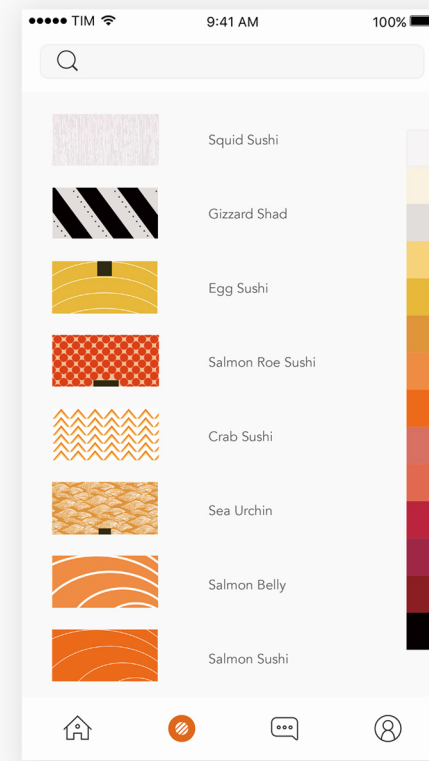 TIM 9:41 AM 100%
Squid Sushi
Gizzard Shad
Egg Sushi
Salmon Roe Sushi
Crab Sushi
Sea Urchin
Salmon Belly
Salmon Sushi